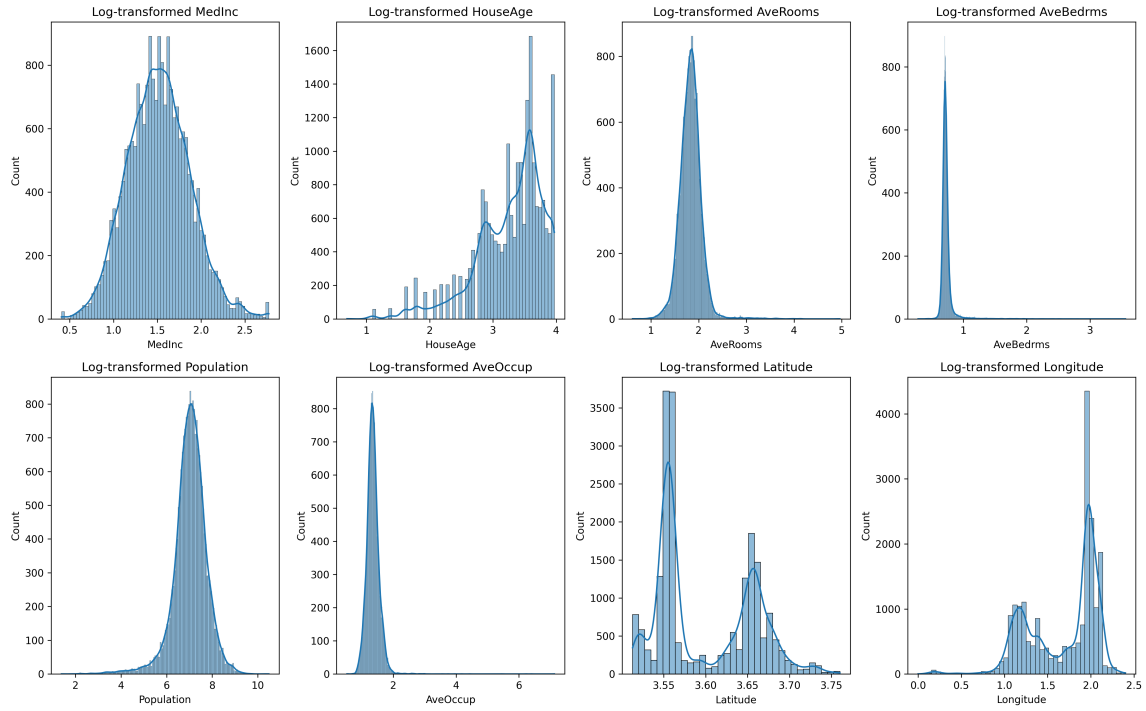 Log-transformed MedInc
Log-transformed HouseAge
Log-transformed AveRooms
Log-transformed AveBedrms
Count
800
600
400
200
0
0.5 1.0 1.5 2.0 2.5
MedInc
Count
1600
1400
1200
1000
800
600
400
200
0
1 2 3 4
HouseAge
Count
800
600
400
200
0
1 2 3 4 5
AveRooms
Count
800
600
400
200
0
1 2 3
AveBedrms
Log-transformed Population
Log-transformed AveOccup
Log-transformed Latitude
Log-transformed Longitude
Count
800
700
600
500
400
300
200
100
0
2 4 6 8 10
Population
Count
800
700
600
500
400
300
200
100
0
2 4 6
AveOccup
Count
3500
3000
2500
2000
1500
1000
500
0
3.55 3.60 3.65 3.70 3.75
Latitude
Count
4000
3000
2000
1000
0
0.0 0.5 1.0 1.5 2.0 2.5
Longitude